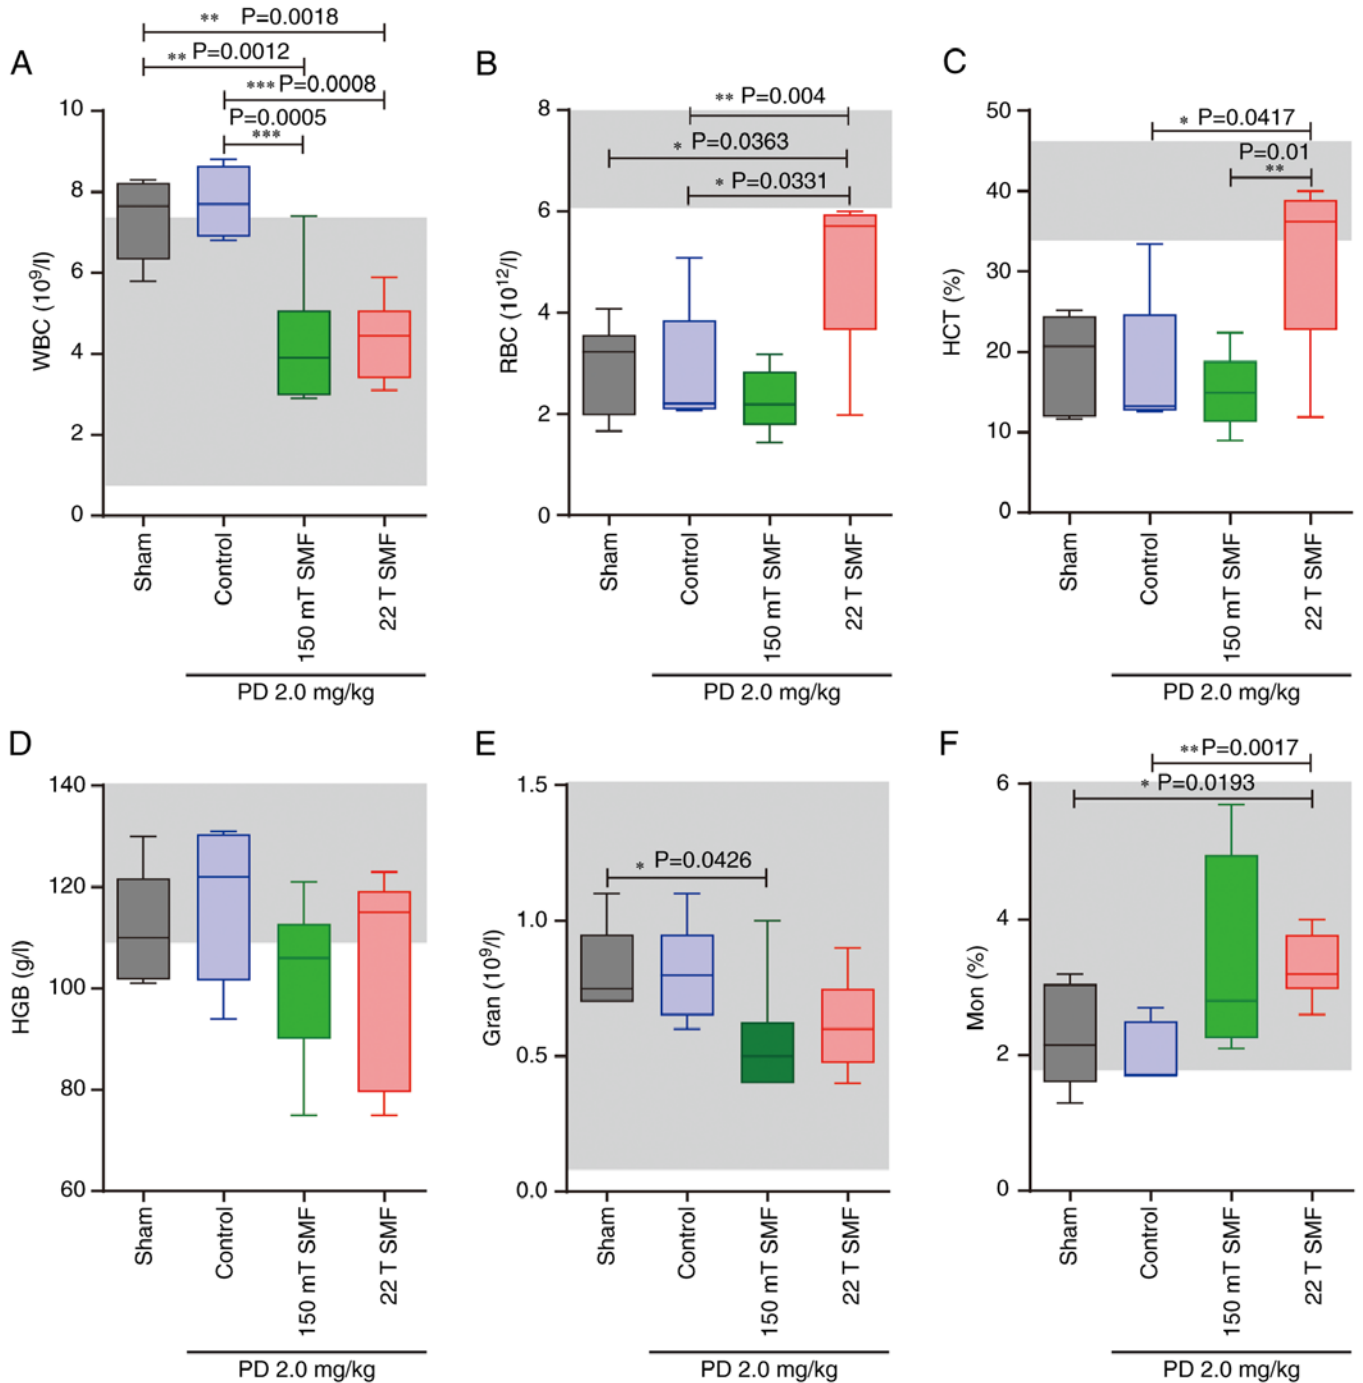 A
** P=0.0018
** P=0.0012
*** P=0.0008
P=0.0005
***
WBC (10⁹/l)
10
8
6
4
2
0
Sham
Control
150 mT SMF
22 T SMF
PD 2.0 mg/kg
B
** P=0.004
* P=0.0363
* P=0.0331
RBC (10¹²/l)
8
6
4
2
0
Sham
Control
150 mT SMF
22 T SMF
PD 2.0 mg/kg
C
* P=0.0417
P=0.01
**
HCT (%)
50
40
30
20
10
0
Sham
Control
150 mT SMF
22 T SMF
PD 2.0 mg/kg
D
HGB (g/l)
140
120
100
80
60
Sham
Control
150 mT SMF
22 T SMF
PD 2.0 mg/kg
E
* P=0.0426
Gran (10⁹/l)
1.5
1.0
0.5
0.0
Sham
Control
150 mT SMF
22 T SMF
PD 2.0 mg/kg
F
**P=0.0017
* P=0.0193
Mon (%)
6
4
2
0
Sham
Control
150 mT SMF
22 T SMF
PD 2.0 mg/kg